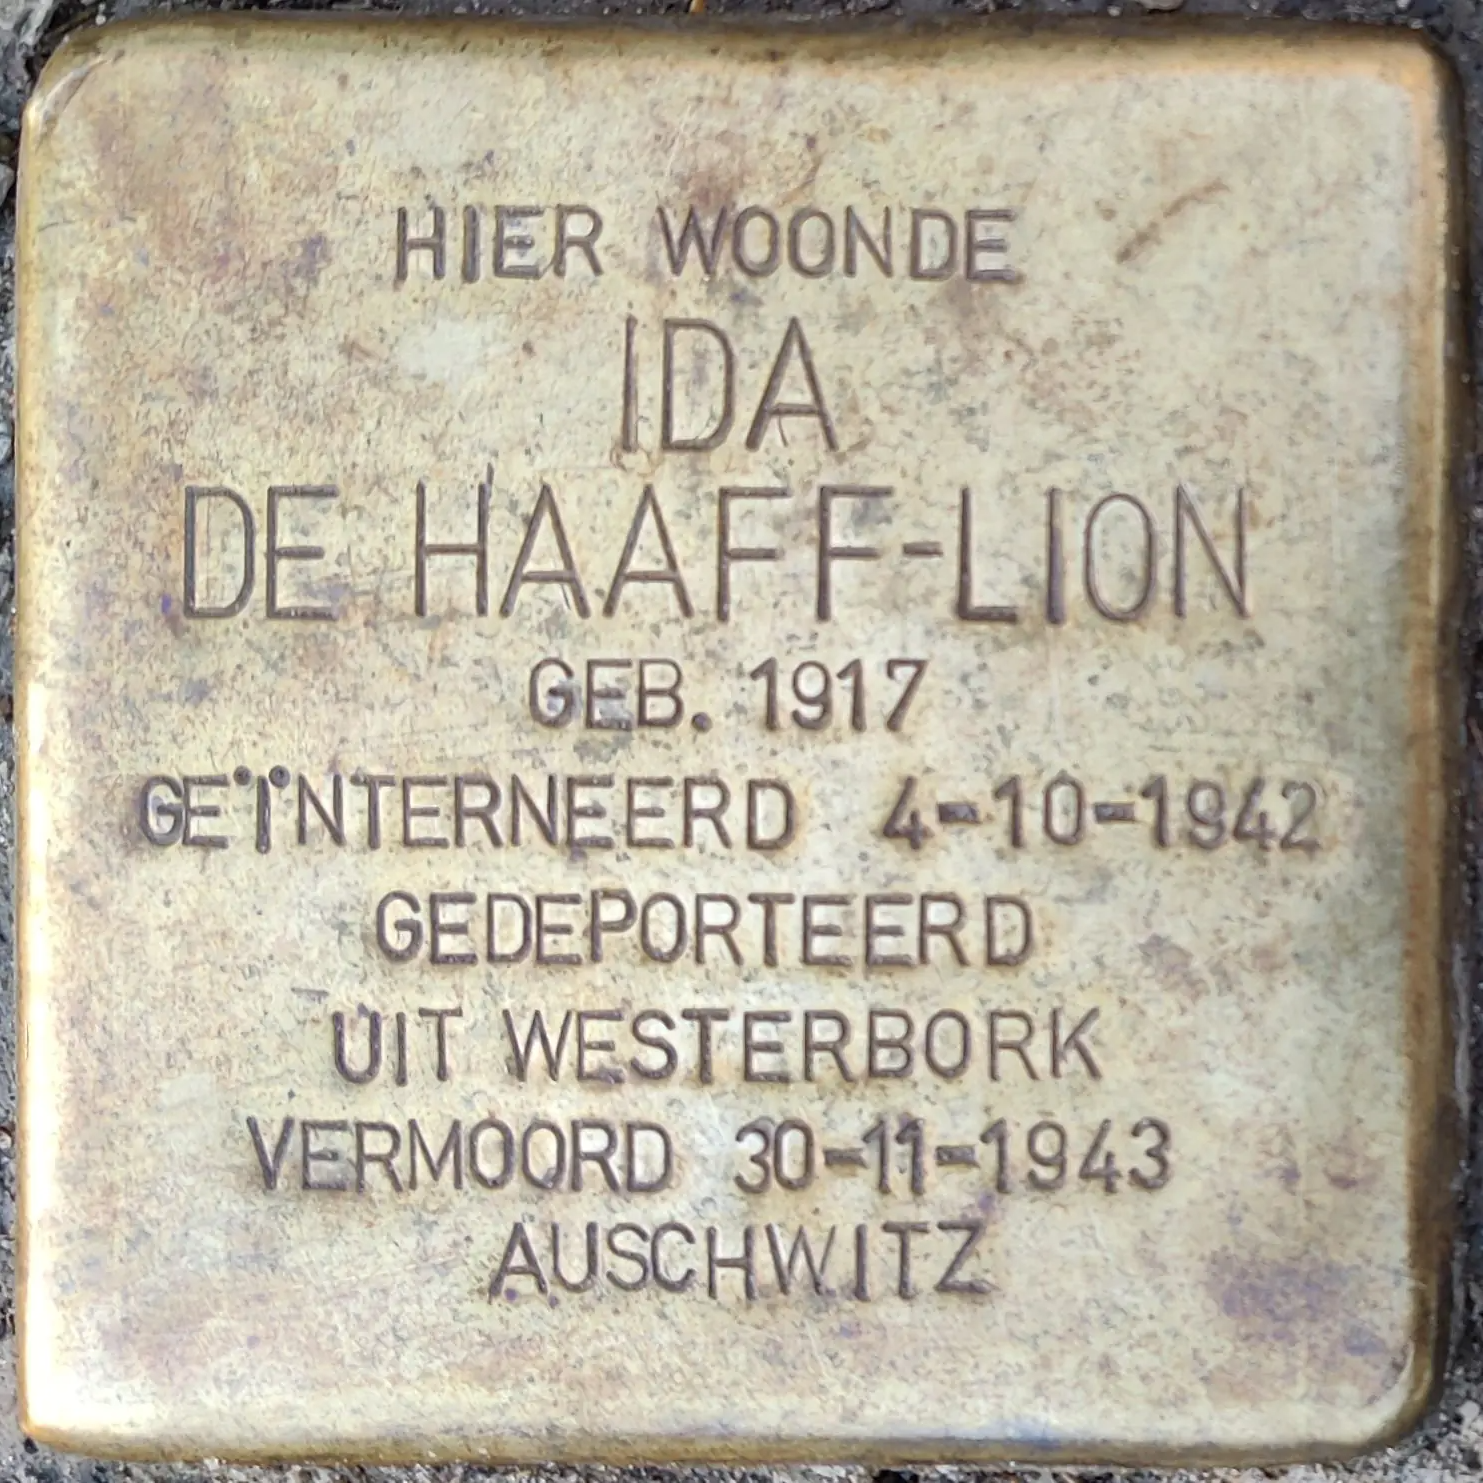 HIER WOONDE
IDA
DE HAAFF-LION
GEB. 1917
GEÏNTERNEERD 4-10-1942
GEDEPORTEERD
UIT WESTERBORK
VERMOORD 30-11-1943
AUSCHWITZ